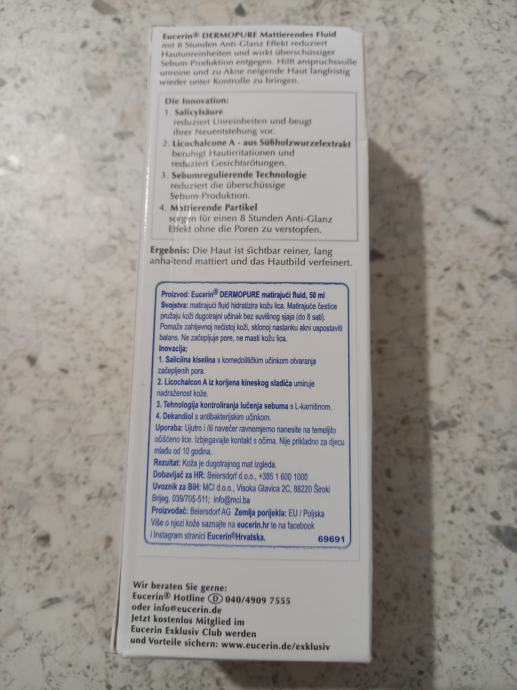 Eucerin® DERMOPURE Mattierendes Fluid
mit 8 Stunden Anti-Glanz Effekt reduziert
Hautunreinheiten und wirkt überschüssiger
Sebum-Produktion entgegen. Hilft anspruchsvolle
unreine und zu Akne neigende Haut langfristig
wieder unter Kontrolle zu bringen.
Die Innovation:
1. Salicylsäure
reduziert Unreinheiten und beugt
ihrer Neuentstehung vor.
2. Licochalcone A - aus Süßholzwurzelextrakt
beruhigt Hautirritationen und
reduziert Gesichtsrötungen.
3. Sebumregulierende Technologie
reduziert die überschüssige
Sebum-Produktion.
4. Mattierende Partikel
sorgen für einen 8 Stunden Anti-Glanz
Effekt ohne die Poren zu verstopfen.
Ergebnis: Die Haut ist sichtbar reiner, lang
anhaltend mattiert und das Hautbild verfeinert.
Proizvod: Eucerin® DERMOPURE matirajući fluid, 50 ml
Svojstva: matirajući fluid hidratizira kožu lica. Matirajuće čestice
pružaju koži dugotrajni učinak bez suvišnog sjaja (do 8 sati).
Pomaže zahtjevnoj nečistoj koži, sklonoj nastanku akni uspostaviti
balans. Ne začepljuje pore, ne masti kožu lica.
Inovacija:
1. Salicilna kiselina s komedolitičkim učinkom otvaranja
začepljenih pora.
2. Licochalcon A iz korijena kineskog sladića umiruje
nadraženost kože.
3. Tehnologija kontroliranja lučenja sebuma s L-karnitinom.
4. Dekandiol s antibakterijskim učinkom.
Uporaba: Ujutro i /ili navečer ravnomjerno nanesite na temeljito
očišćeno lice. Izbjegavajte kontakt s očima. Nije prikladno za djecu
mlađu od 10 godina.
Rezultat: Koža je dugotrajnog mat izgleda.
Dobavljač za HR: Beiersdorf d.o.o., +385 1 600 1000
Uvoznik za BiH: MCI d.o.o., Visoka Glavica 2C, 88220 Široki
Brijeg, 039/705-511; info@mci.ba
Proizvođač: Beiersdorf AG Zemlja porijekla: EU / Poljska
Više o njezi kože saznajte na eucerin.hr te na facebook
i Instagram stranici Eucerin®Hrvatska.
69691
Wir beraten Sie gerne:
Eucerin® Hotline D 040/4909 7555
oder info@eucerin.de
Jetzt kostenlos Mitglied im
Eucerin Exklusiv Club werden
und Vorteile sichern: www.eucerin.de/exklusiv